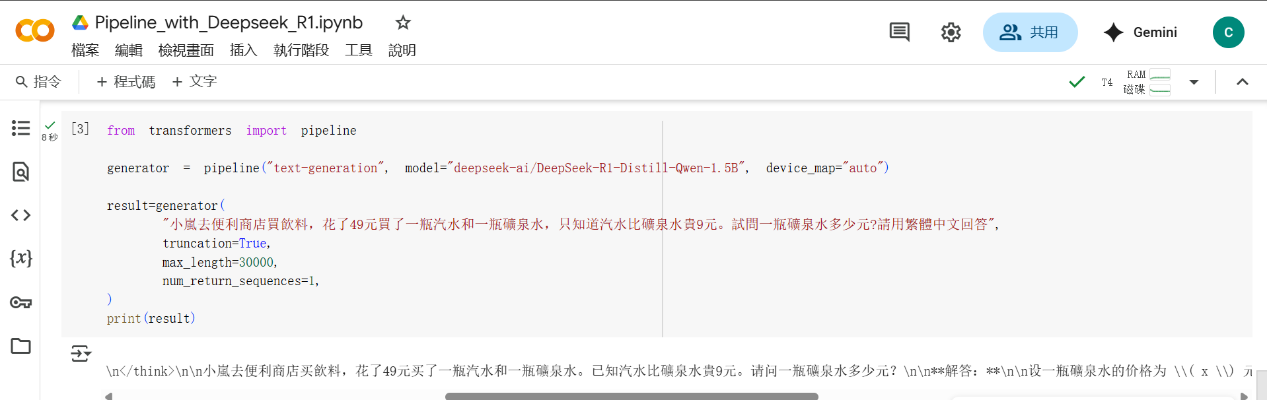 Pipeline_with_Deepseek_R1.ipynb
檔案 編輯 檢視畫面 插入 執行階段 工具 說明
共用
Gemini
C
指令 + 程式碼 + 文字
T4 RAM 磁碟
8 秒
[3]
from transformers import pipeline
generator = pipeline("text-generation", model="deepseek-ai/DeepSeek-R1-Distill-Qwen-1.5B", device_map="auto")
result=generator(
"小嵐去便利商店買飲料，花了49元買了一瓶汽水和一瓶礦泉水，只知道汽水比礦泉水貴9元。試問一瓶礦泉水多少元?請用繁體中文回答",
truncation=True,
max_length=30000,
num_return_sequences=1,
)
print(result)
\n</think>\n\n小嵐去便利商店买飲料，花了49元买了一瓶汽水和一瓶礦泉水。已知汽水比礦泉水貴9元。请问一瓶礦泉水多少元？\n\n**解答：**\n\n设一瓶礦泉水的价格为 \\( x \\) 元